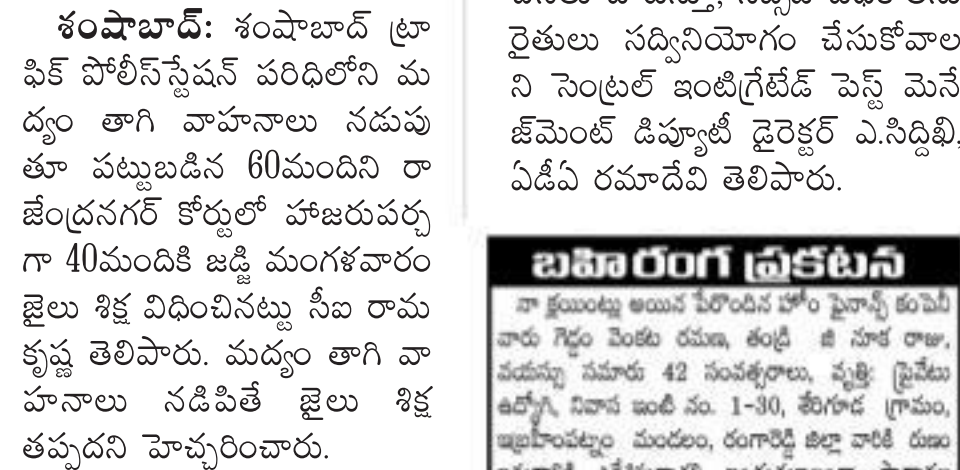 శంషాబాద్: శంషాబాద్ ట్రా
ఫిక్ పోలీస్‌స్టేషన్ పరిధిలోని మ
ద్యం తాగి వాహనాలు నడుపు
తూ పట్టుబడిన 60మందిని రా
జేంద్రనగర్ కోర్టులో హాజరుపర్చ
గా 40మందికి జడ్జి మంగళవారం
జైలు శిక్ష విధించినట్టు సీఐ రామ
కృష్ణ తెలిపారు. మద్యం తాగి వా
హనాలు నడిపితే జైలు శిక్ష
తప్పదని హెచ్చరించారు.
రైతులు సద్వినియోగం చేసుకోవాల
ని సెంట్రల్ ఇంటిగ్రేటేడ్ పెస్ట్ మెనే
జ్‌మెంట్ డిప్యూటీ డైరెక్టర్ ఎ.సిద్దిఖి,
ఏడీఏ రమాదేవి తెలిపారు.
బహిరంగ ప్రకటన
నా క్లయింట్లు అయిన పేరొందిన హోం ఫైనాన్స్ కంపెనీ
వారు గెడ్డం వెంకట రమణ, తండ్రి జి నూక రాజు,
వయస్సు సమారు 42 సంవత్సరాలు, వృత్తి: ప్రైవేటు
ఉద్యోగి, నివాస ఇంటి నం. 1-30, శేరిగూడ గ్రామం,
ఇబ్రహీంపట్నం మండలం, రంగారెడ్డి జిల్లా వారికి రుణం